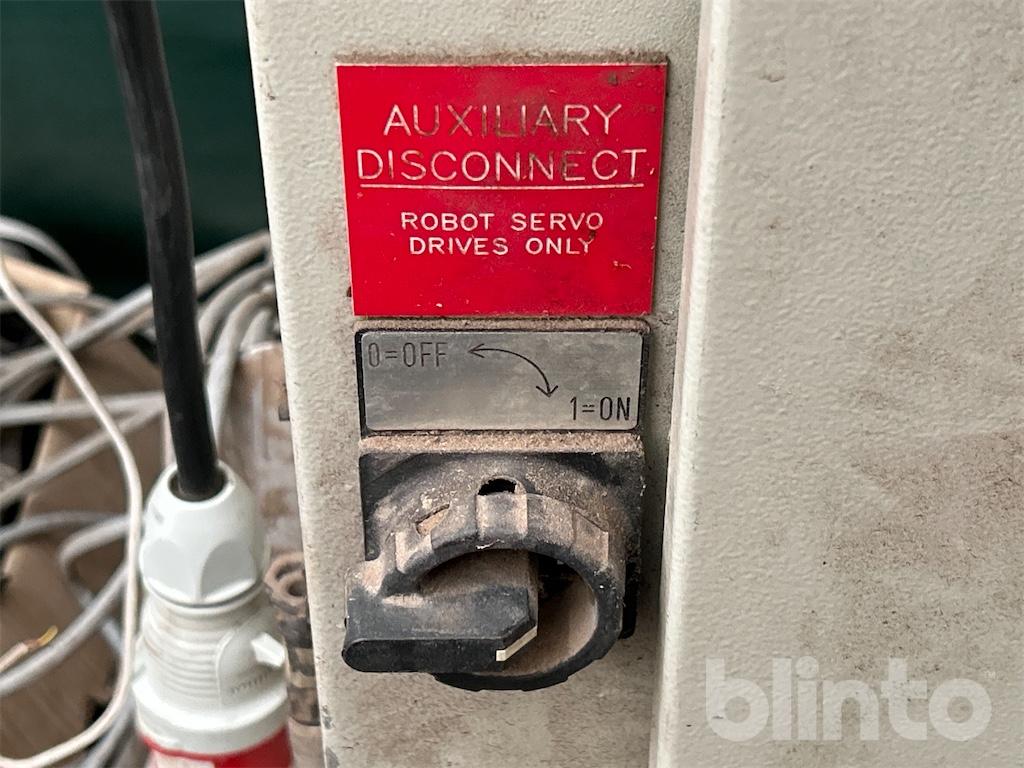 AUXILIARY
DISCONNECT
ROBOT SERVO
DRIVES ONLY
0=OFF
1=ON
blinto